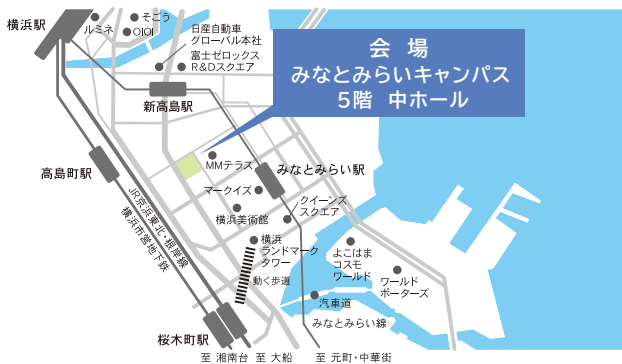 横浜駅
ルミネ
そごう
OIOI
日産自動車
グローバル本社
富士ゼロックス
R&Dスクエア
会 場
みなとみらいキャンパス
5階 中ホール
新高島駅
高島町駅
MMテラス
みなとみらい駅
マークイズ
クイーンズ
スクエア
横浜美術館
JR京浜東北・根岸線
横浜市営地下鉄
横浜
ランドマーク
タワー
よこはま
コスモ
ワールド
ワールド
ポーターズ
動く歩道
汽車道
みなとみらい線
桜木町駅
至 湘南台
至 大船
至 元町・中華街